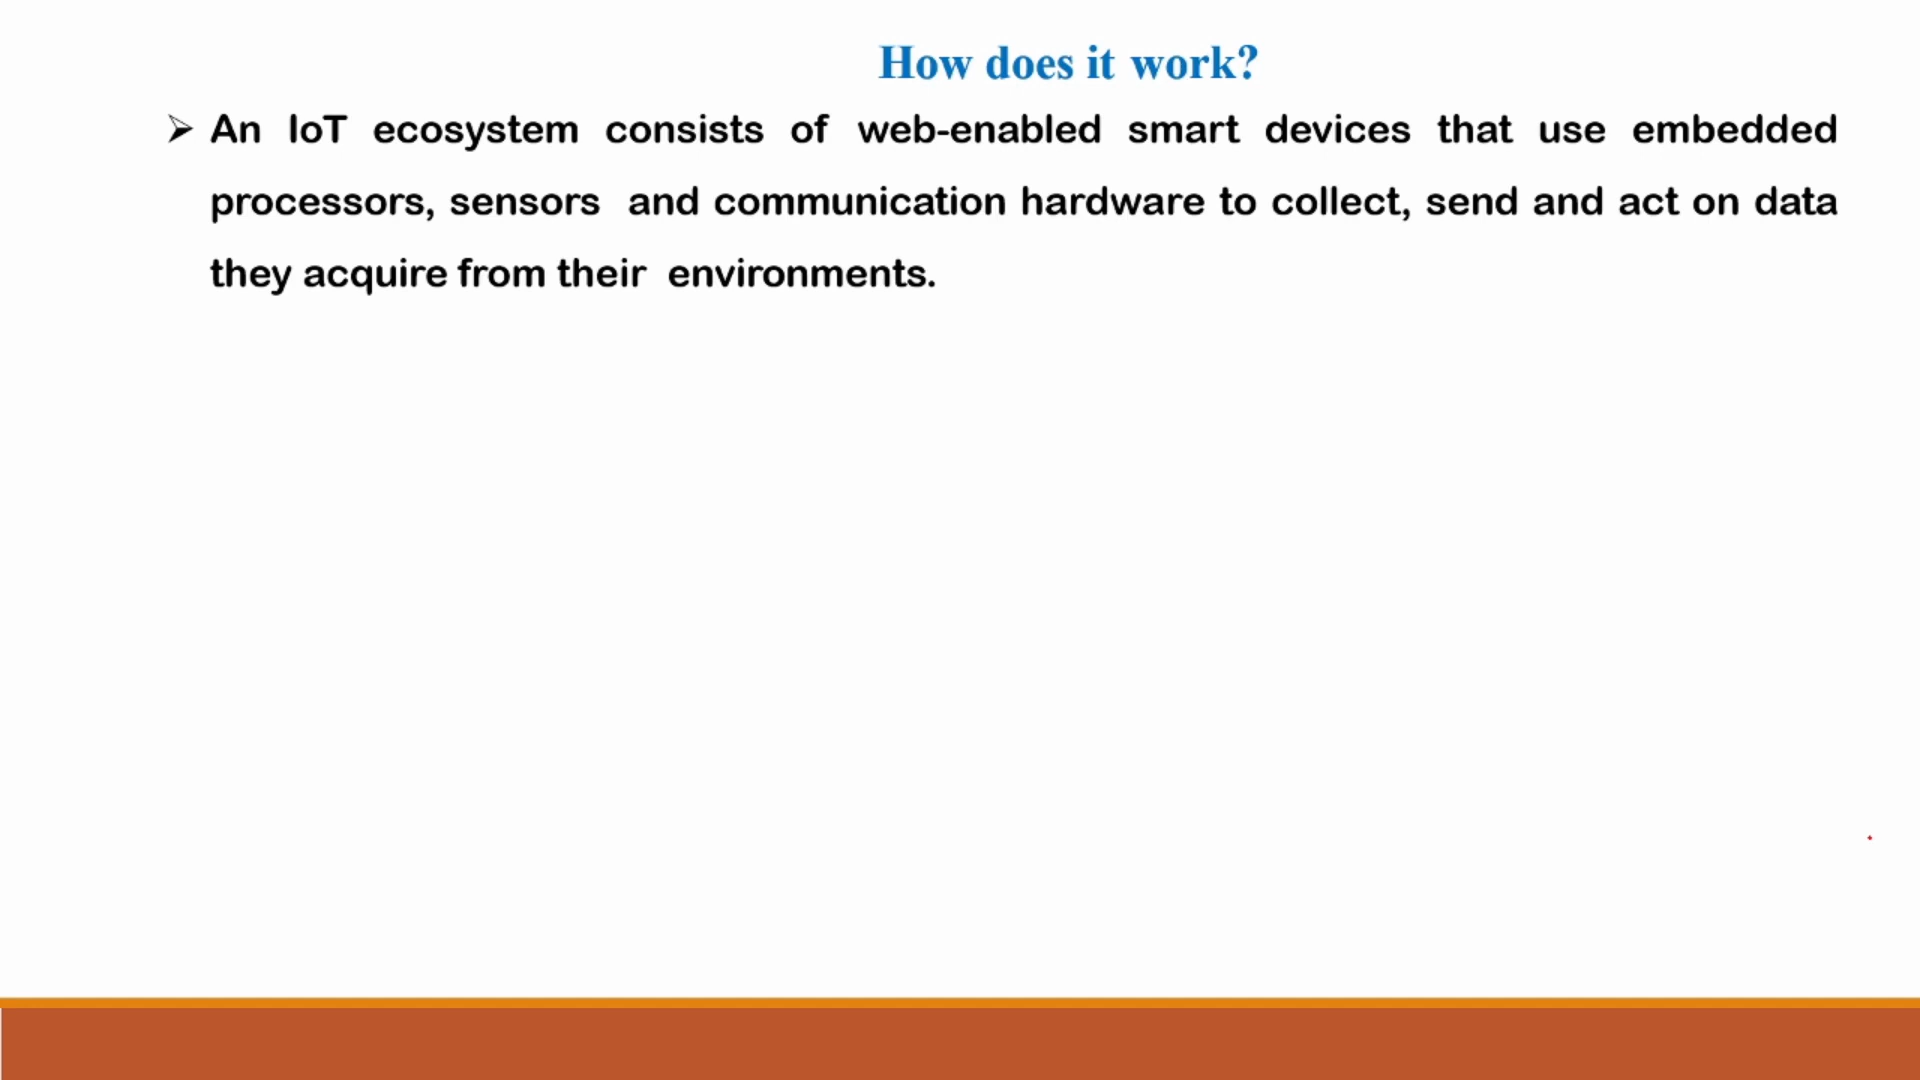 How does it work?
➢ An IoT ecosystem consists of web-enabled smart devices that use embedded
processors, sensors and communication hardware to collect, send and act on data
they acquire from their environments.